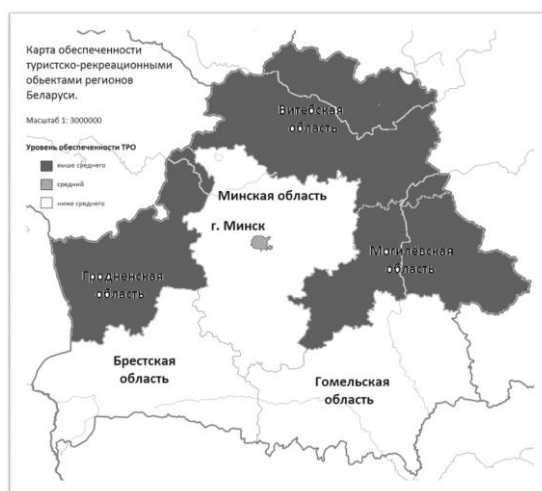 Карта обеспеченности
туристско-рекреационными
обьектами регионов
Беларуси.
Масштаб 1: 3000000
Уровень обеспеченности ТРО
выше среднего
средний
ниже среднего
Витебская
область
Минская область
г. Минск
Могилёвская
область
Гродненская
область
Брестская
область
Гомельская
область